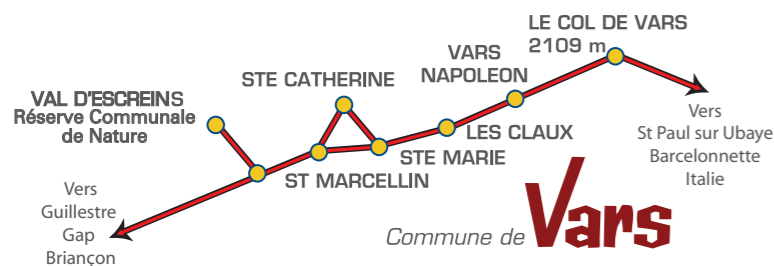 LE COL DE VARS
2109 m
VARS
NAPOLEON
STE CATHERINE
VAL D'ESCREINS
Réserve Communale
de Nature
LES CLAUX
STE MARIE
ST MARCELLIN
Vers
St Paul sur Ubaye
Barcelonnette
Italie
Vers
Guillestre
Gap
Briançon
Commune de Vars